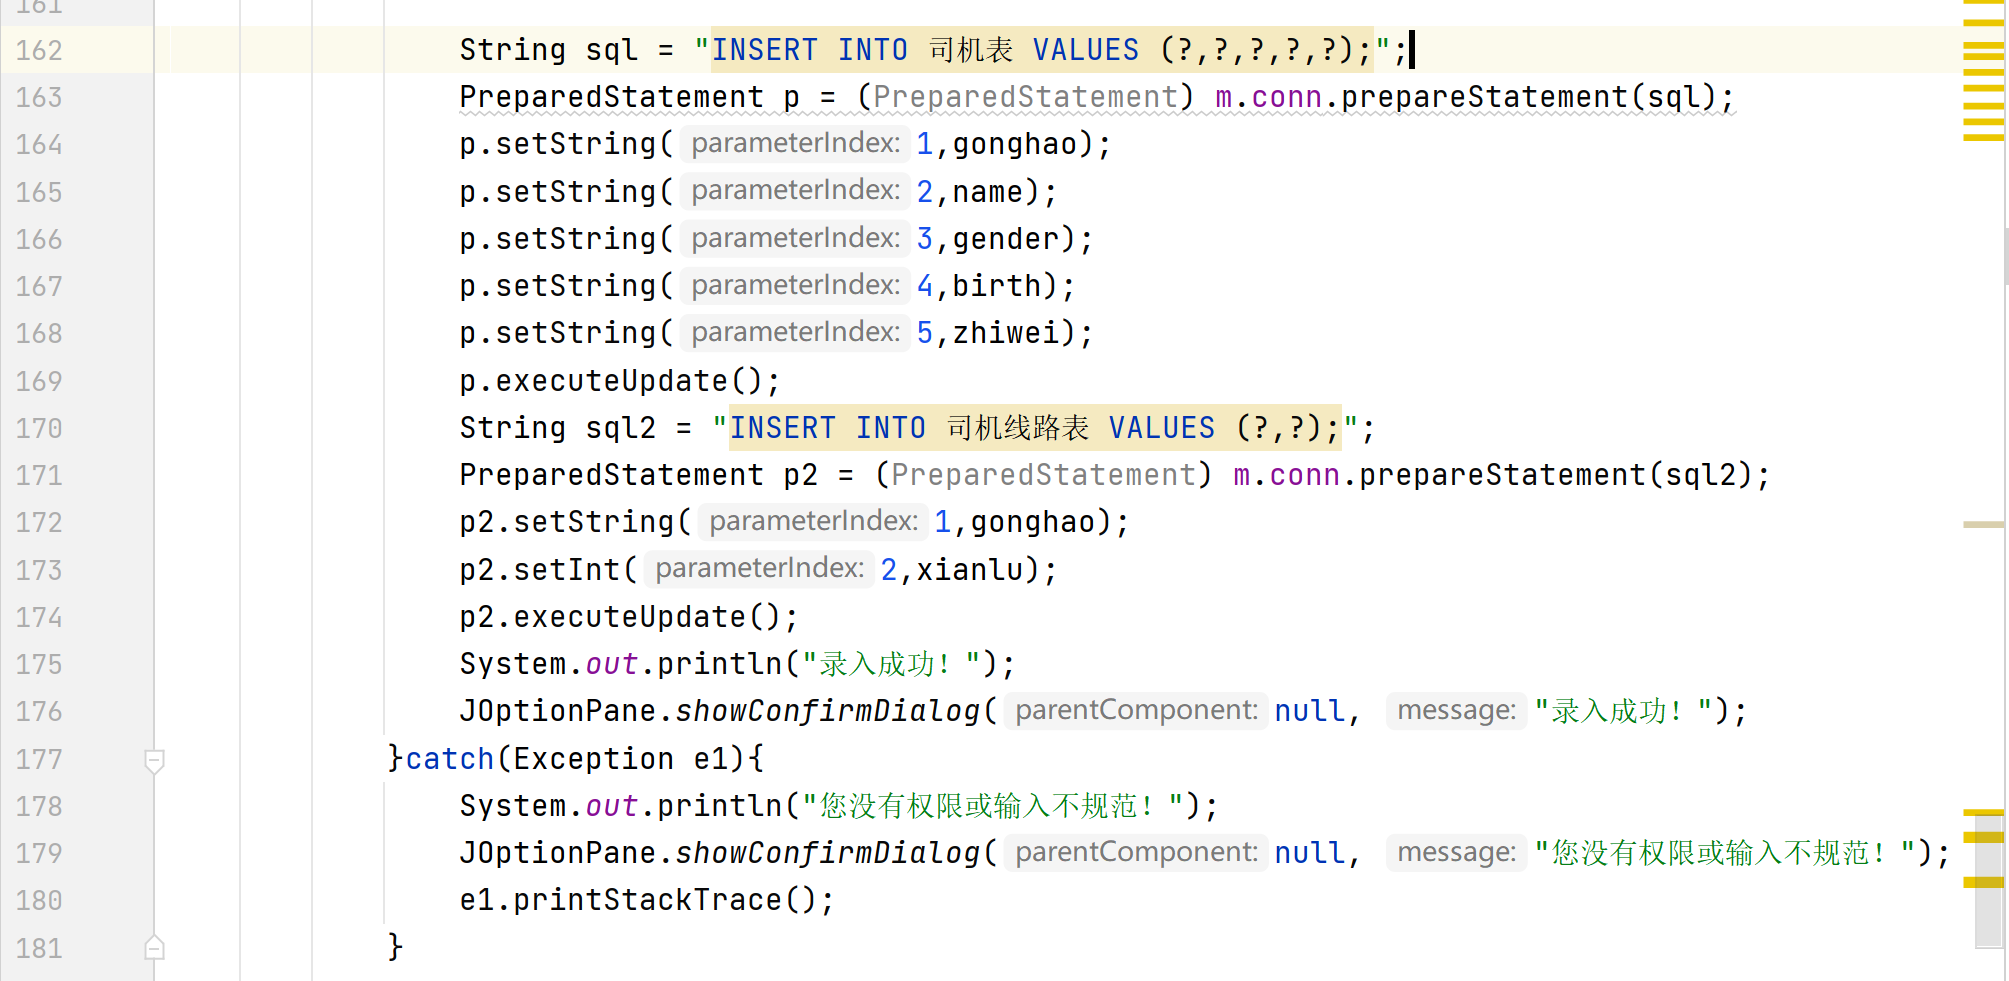 161
162 String sql = "INSERT INTO 司机表 VALUES (?,?,?,?,?);";
163 PreparedStatement p = (PreparedStatement) m.conn.prepareStatement(sql);
164 p.setString( parameterIndex: 1,gonghao);
165 p.setString( parameterIndex: 2,name);
166 p.setString( parameterIndex: 3,gender);
167 p.setString( parameterIndex: 4,birth);
168 p.setString( parameterIndex: 5,zhiwei);
169 p.executeUpdate();
170 String sql2 = "INSERT INTO 司机线路表 VALUES (?,?);";
171 PreparedStatement p2 = (PreparedStatement) m.conn.prepareStatement(sql2);
172 p2.setString( parameterIndex: 1,gonghao);
173 p2.setInt( parameterIndex: 2,xianlu);
174 p2.executeUpdate();
175 System.out.println("录入成功！");
176 JOptionPane.showConfirmDialog( parentComponent: null, message: "录入成功！");
177 }catch(Exception e1){
178 System.out.println("您没有权限或输入不规范！");
179 JOptionPane.showConfirmDialog( parentComponent: null, message: "您没有权限或输入不规范！");
180 e1.printStackTrace();
181 }